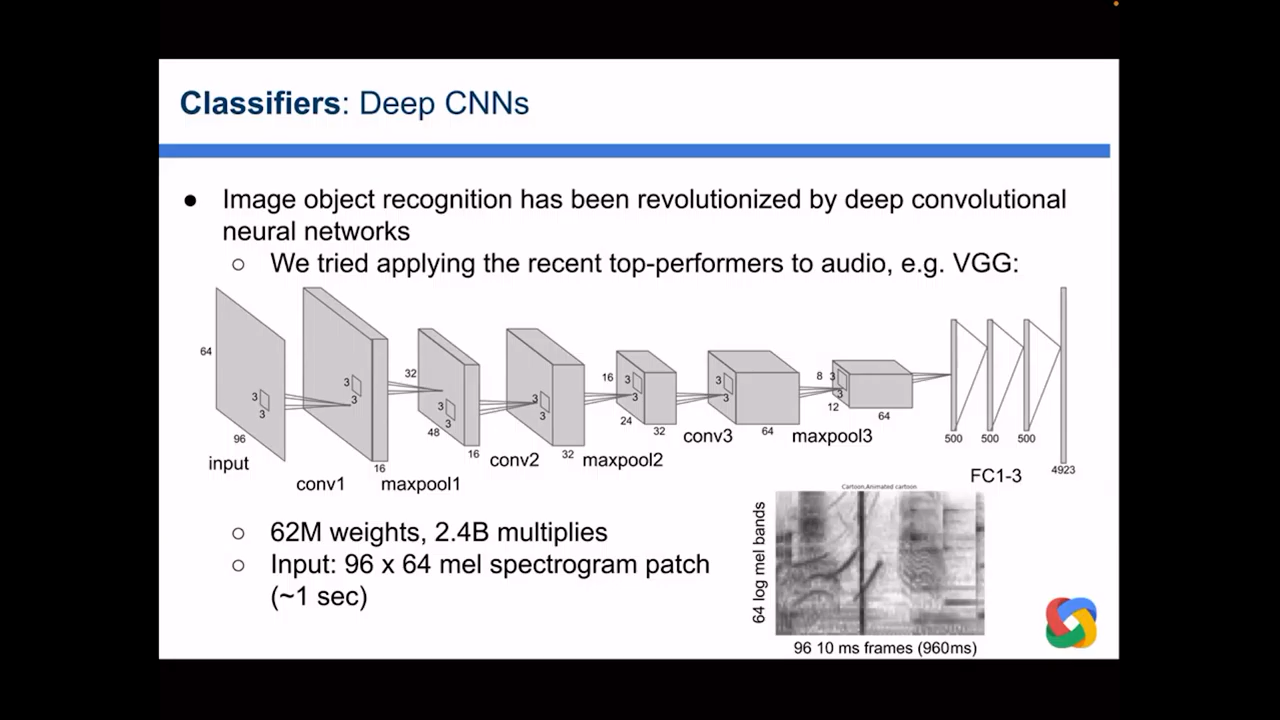 Classifiers: Deep CNNs
● Image object recognition has been revolutionized by deep convolutional
neural networks
○ We tried applying the recent top-performers to audio, e.g. VGG:
64
3
3
96
input
3
3
16
conv1
32
3
3
48
16
maxpool1
3
3
32
conv2
16
3
3
24
32
maxpool2
3
3
64
conv3
8
3
3
12
64
maxpool3
500
500
500
4923
FC1-3
○ 62M weights, 2.4B multiplies
○ Input: 96 x 64 mel spectrogram patch
(~1 sec)
Cartoon,Animated cartoon
64 log mel bands
96 10 ms frames (960ms)